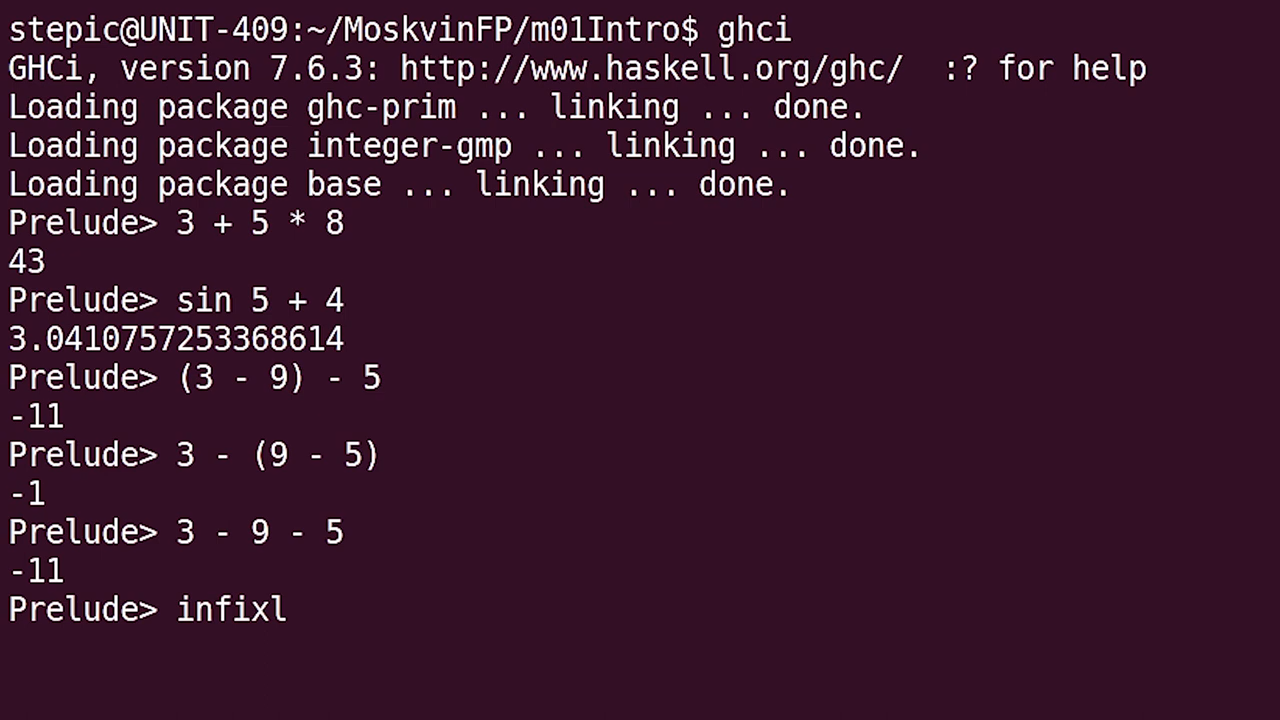 stepic@UNIT-409:~/MoskvinFP/m01Intro$ ghci
GHCi, version 7.6.3: http://www.haskell.org/ghc/  :? for help
Loading package ghc-prim ... linking ... done.
Loading package integer-gmp ... linking ... done.
Loading package base ... linking ... done.
Prelude> 3 + 5 * 8
43
Prelude> sin 5 + 4
3.0410757253368614
Prelude> (3 - 9) - 5
-11
Prelude> 3 - (9 - 5)
-1
Prelude> 3 - 9 - 5
-11
Prelude> infixl